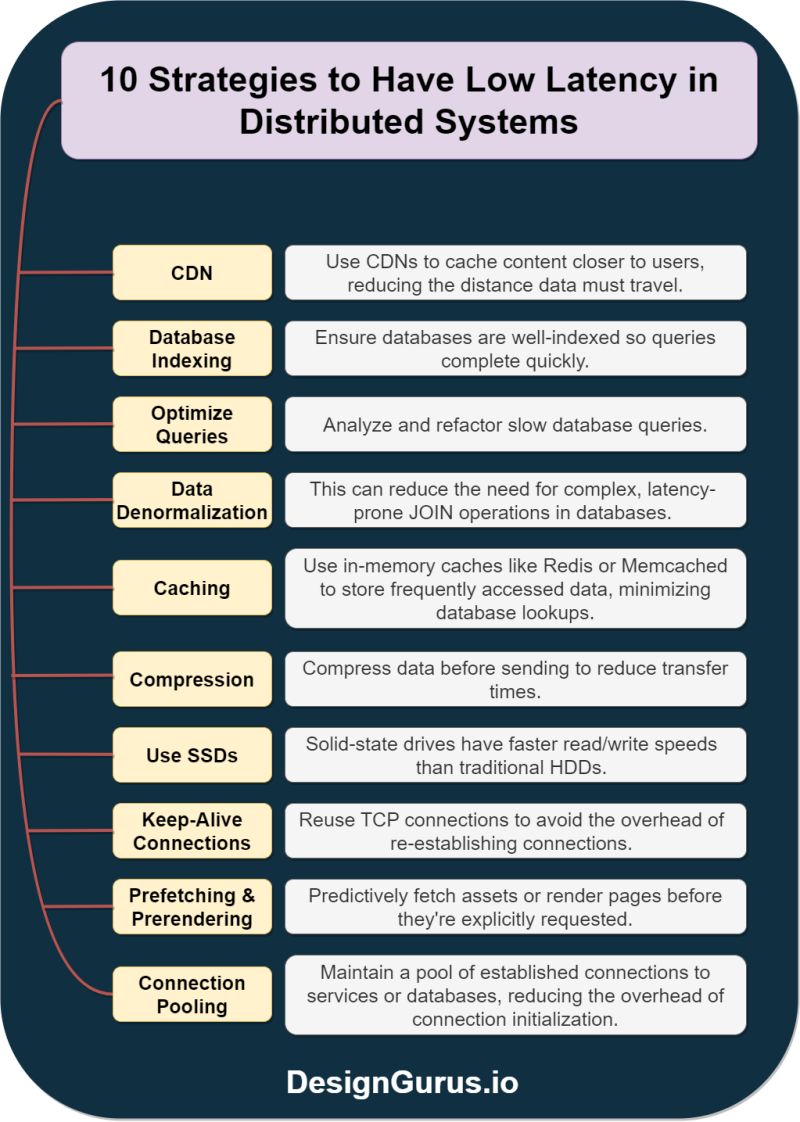 10 Strategies to Have Low Latency in
Distributed Systems
CDN
Use CDNs to cache content closer to users,
reducing the distance data must travel.
Database
Indexing
Ensure databases are well-indexed so queries
complete quickly.
Optimize
Queries
Analyze and refactor slow database queries.
Data
Denormalization
This can reduce the need for complex, latency-
prone JOIN operations in databases.
Caching
Use in-memory caches like Redis or Memcached
to store frequently accessed data, minimizing
database lookups.
Compression
Compress data before sending to reduce transfer
times.
Use SSDs
Solid-state drives have faster read/write speeds
than traditional HDDs.
Keep-Alive
Connections
Reuse TCP connections to avoid the overhead of
re-establishing connections.
Prefetching &
Prerendering
Predictively fetch assets or render pages before
they're explicitly requested.
Connection
Pooling
Maintain a pool of established connections to
services or databases, reducing the overhead of
connection initialization.
DesignGurus.io